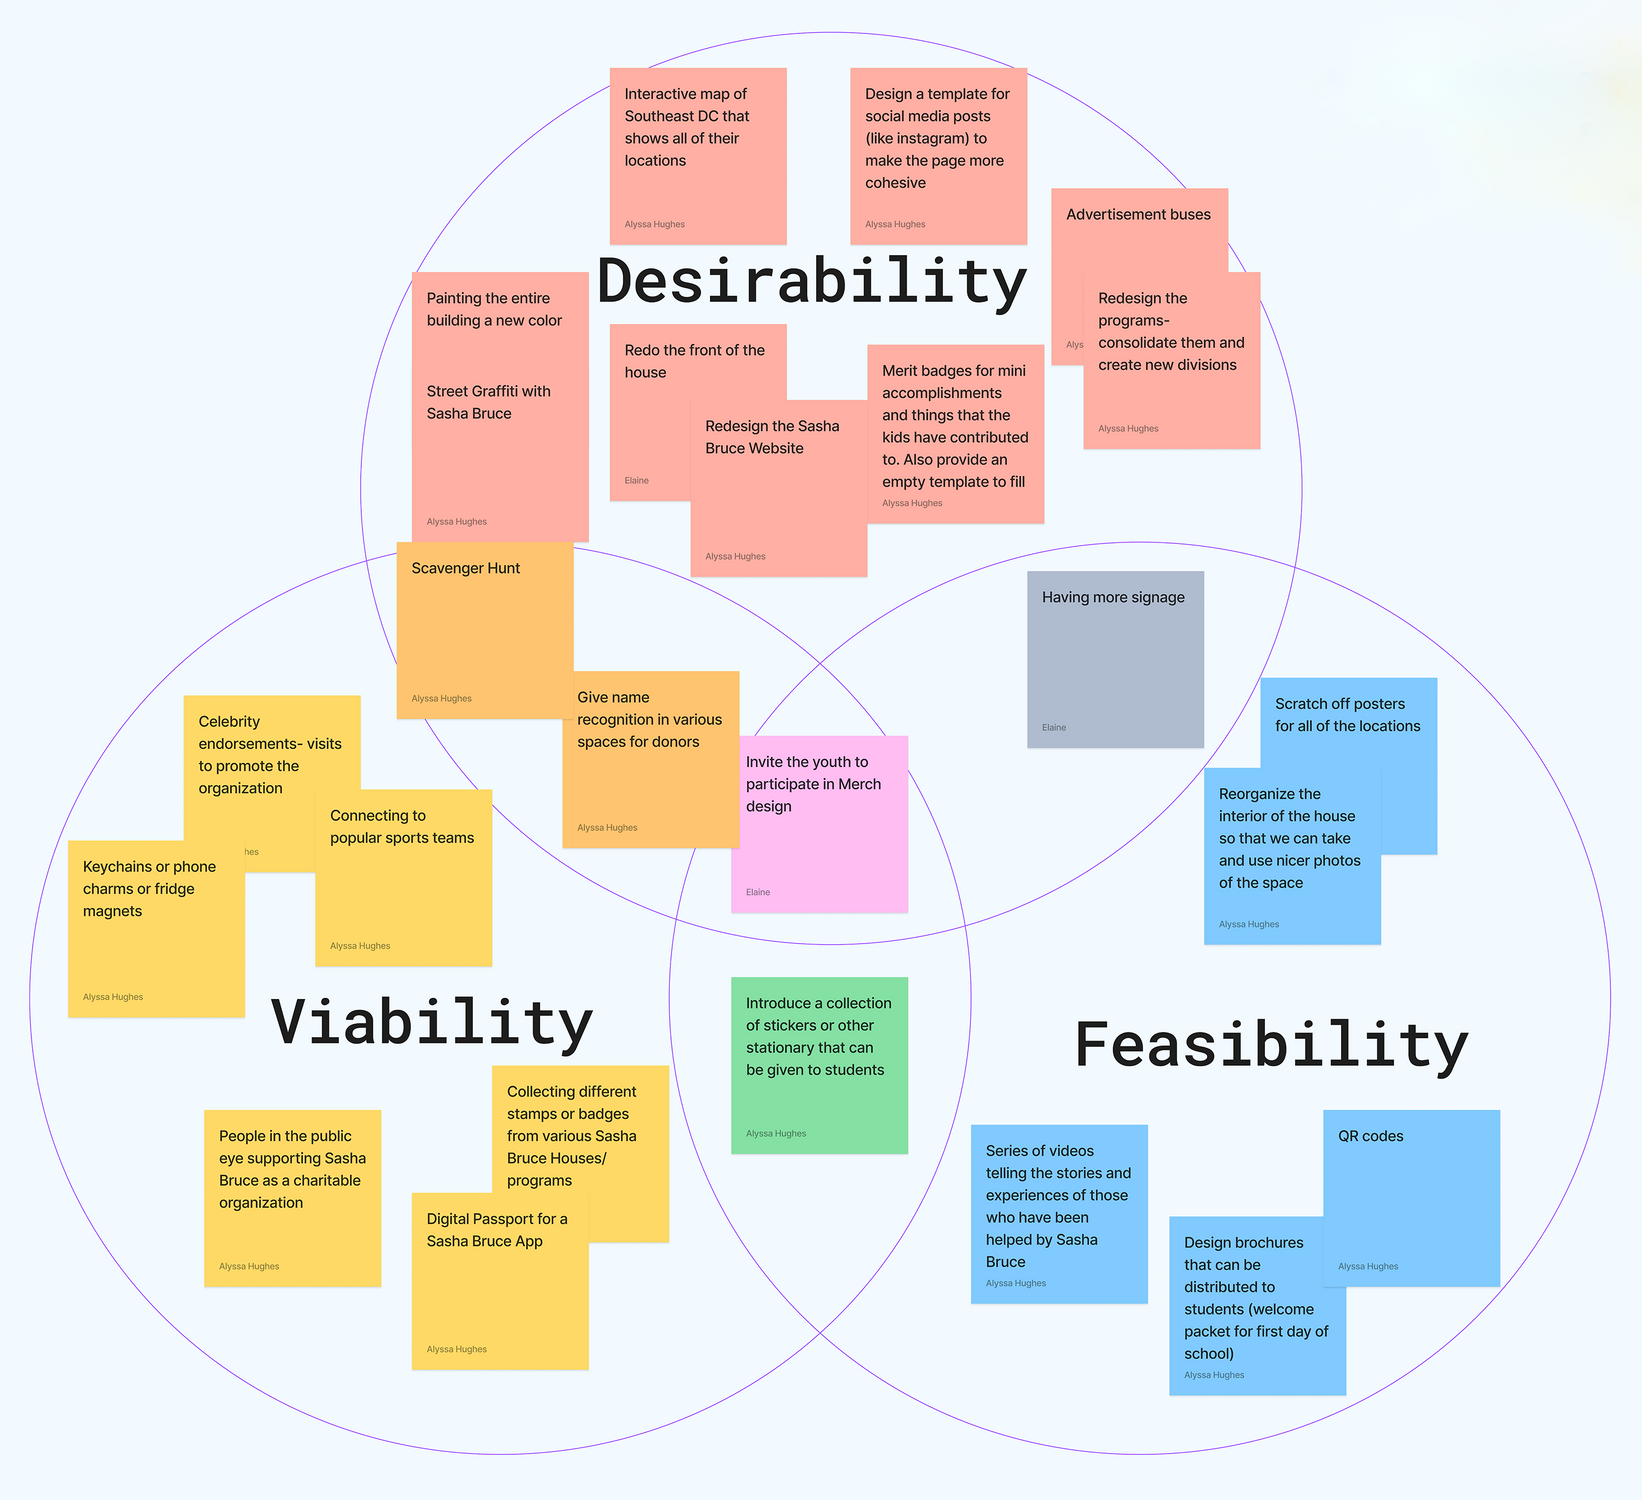 Interactive map of
Southeast DC that
shows all of their
locations
Alyssa Hughes
Design a template for
social media posts
(like instagram) to
make the page more
cohesive
Alyssa Hughes
Advertisement buses
Alys
Redesign the
programs-
consolidate them and
create new divisions
Alyssa Hughes
Desirability
Painting the entire
building a new color
Street Graffiti with
Sasha Bruce
Alyssa Hughes
Redo the front of the
house
Elaine
Redesign the Sasha
Bruce Website
Alyssa Hughes
Merit badges for mini
accomplishments
and things that the
kids have contributed
to. Also provide an
empty template to fill
Alyssa Hughes
Scavenger Hunt
Alyssa Hughes
Give name
recognition in various
spaces for donors
Alyssa Hughes
Invite the youth to
participate in Merch
design
Elaine
Having more signage
Elaine
Scratch off posters
for all of the locations
Reorganize the
interior of the house
so that we can take
and use nicer photos
of the space
Alyssa Hughes
Celebrity
endorsements- visits
to promote the
organization
hes
Connecting to
popular sports teams
Alyssa Hughes
Keychains or phone
charms or fridge
magnets
Alyssa Hughes
Viability
Introduce a collection
of stickers or other
stationary that can
be given to students
Alyssa Hughes
Feasibility
People in the public
eye supporting Sasha
Bruce as a charitable
organization
Alyssa Hughes
Collecting different
stamps or badges
from various Sasha
Bruce Houses/
programs
Digital Passport for a
Sasha Bruce App
Alyssa Hughes
Series of videos
telling the stories and
experiences of those
who have been
helped by Sasha
Bruce
Alyssa Hughes
QR codes
Alyssa Hughes
Design brochures
that can be
distributed to
students (welcome
packet for first day of
school)
Alyssa Hughes